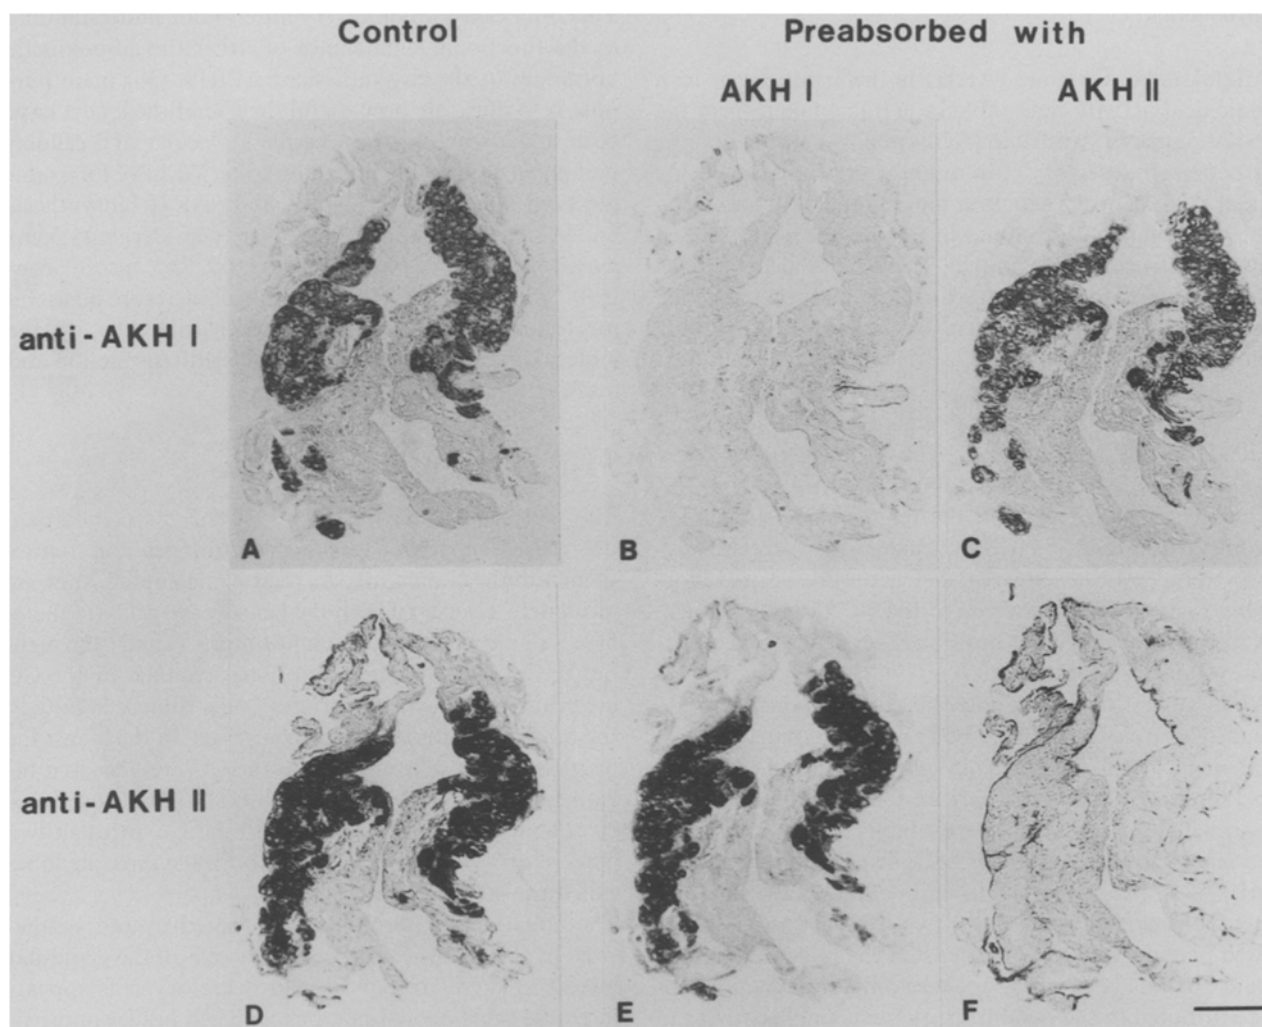 Control
Preabsorbed with
AKH I
AKH II
anti-AKH I
A
B
C
anti-AKH II
D
E
F